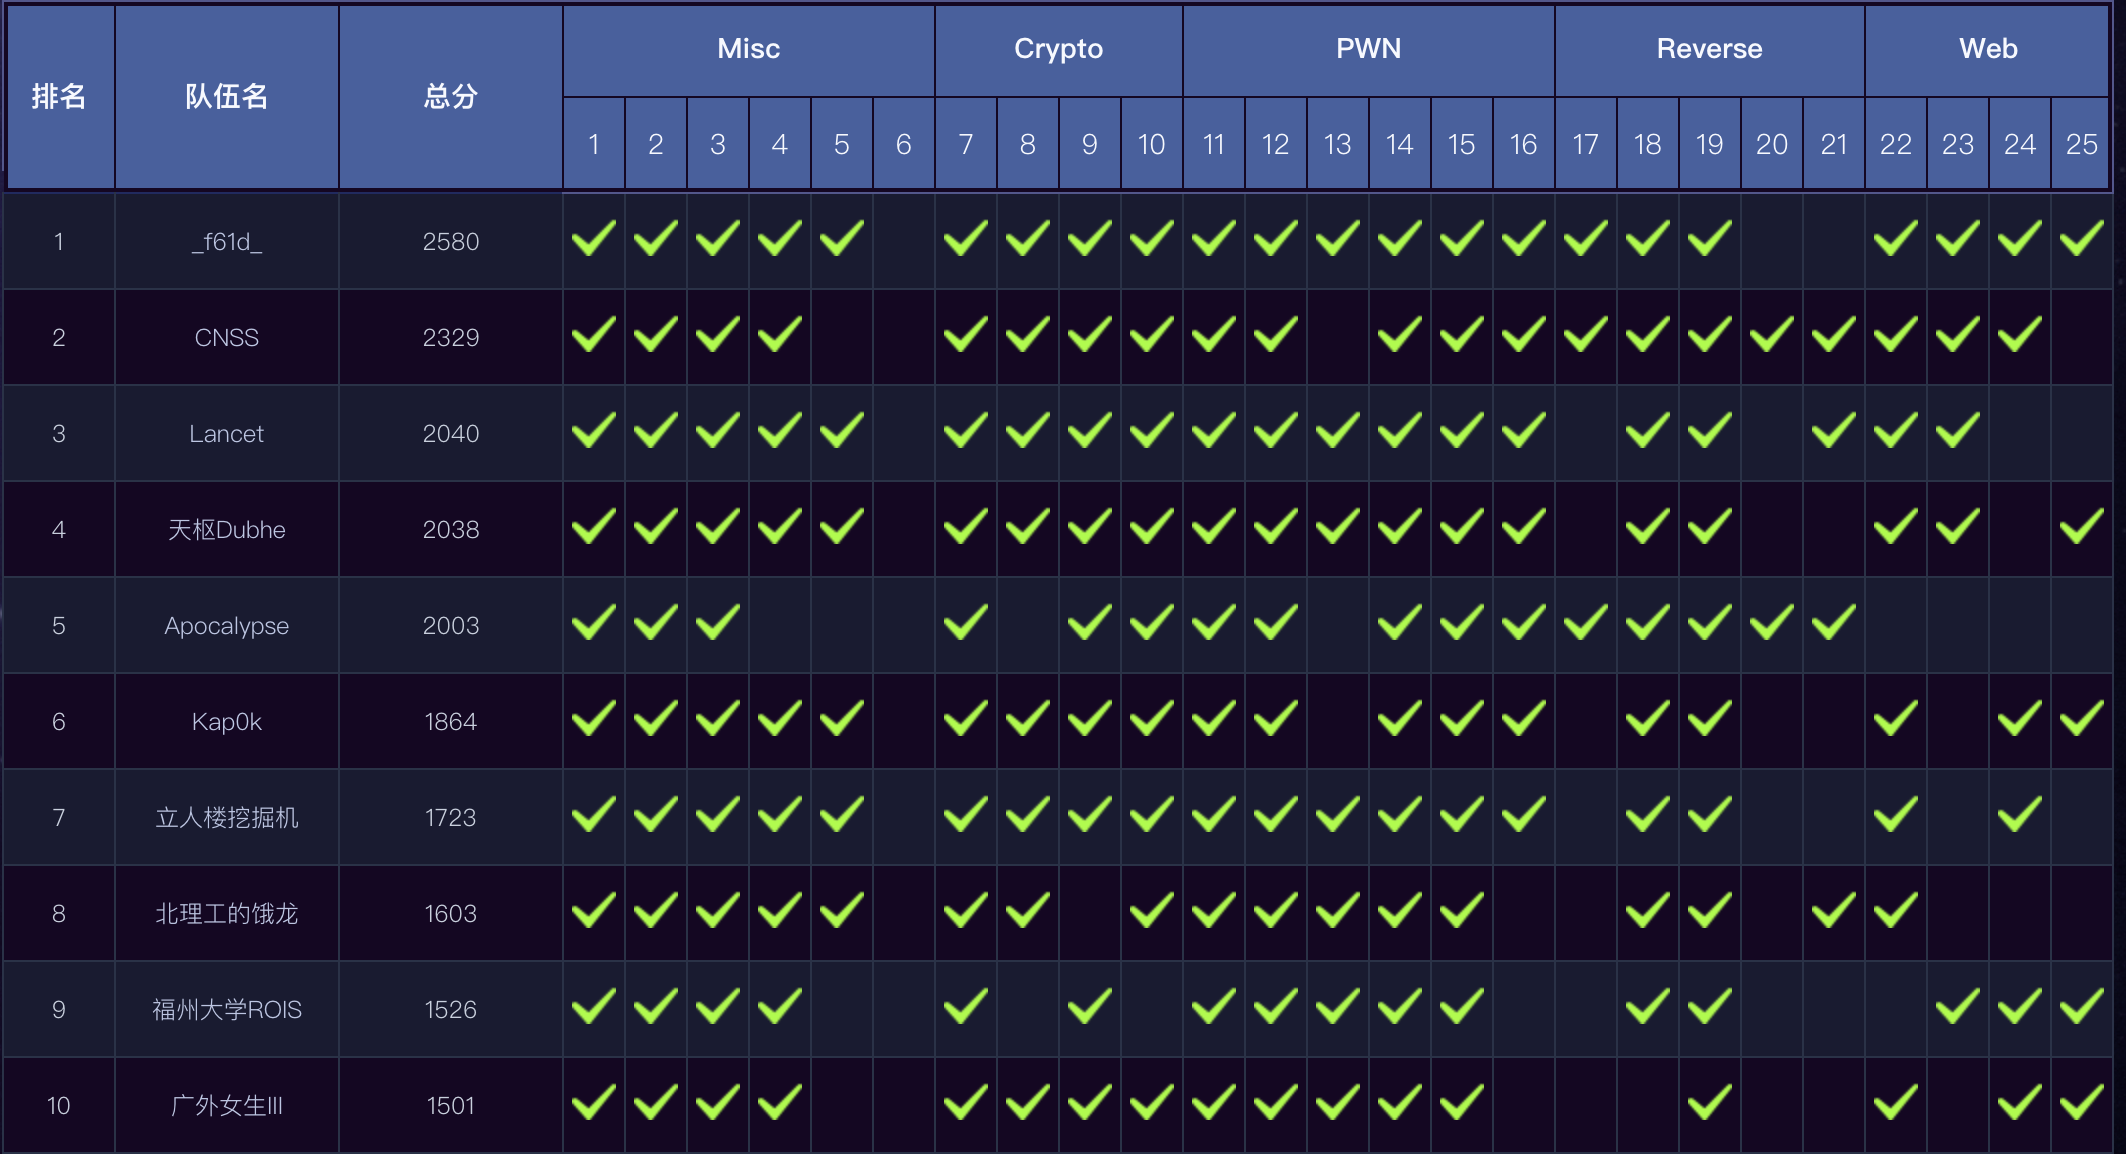 排名 队伍名 总分 Misc Crypto PWN Reverse Web
1 2 3 4 5 6 7 8 9 10 11 12 13 14 15 16 17 18 19 20 21 22 23 24 25
1 _f61d_ 2580
2 CNSS 2329
3 Lancet 2040
4 天枢Dubhe 2038
5 Apocalypse 2003
6 Kap0k 1864
7 立人楼挖掘机 1723
8 北理工的饿龙 1603
9 福州大学ROIS 1526
10 广外女生III 1501